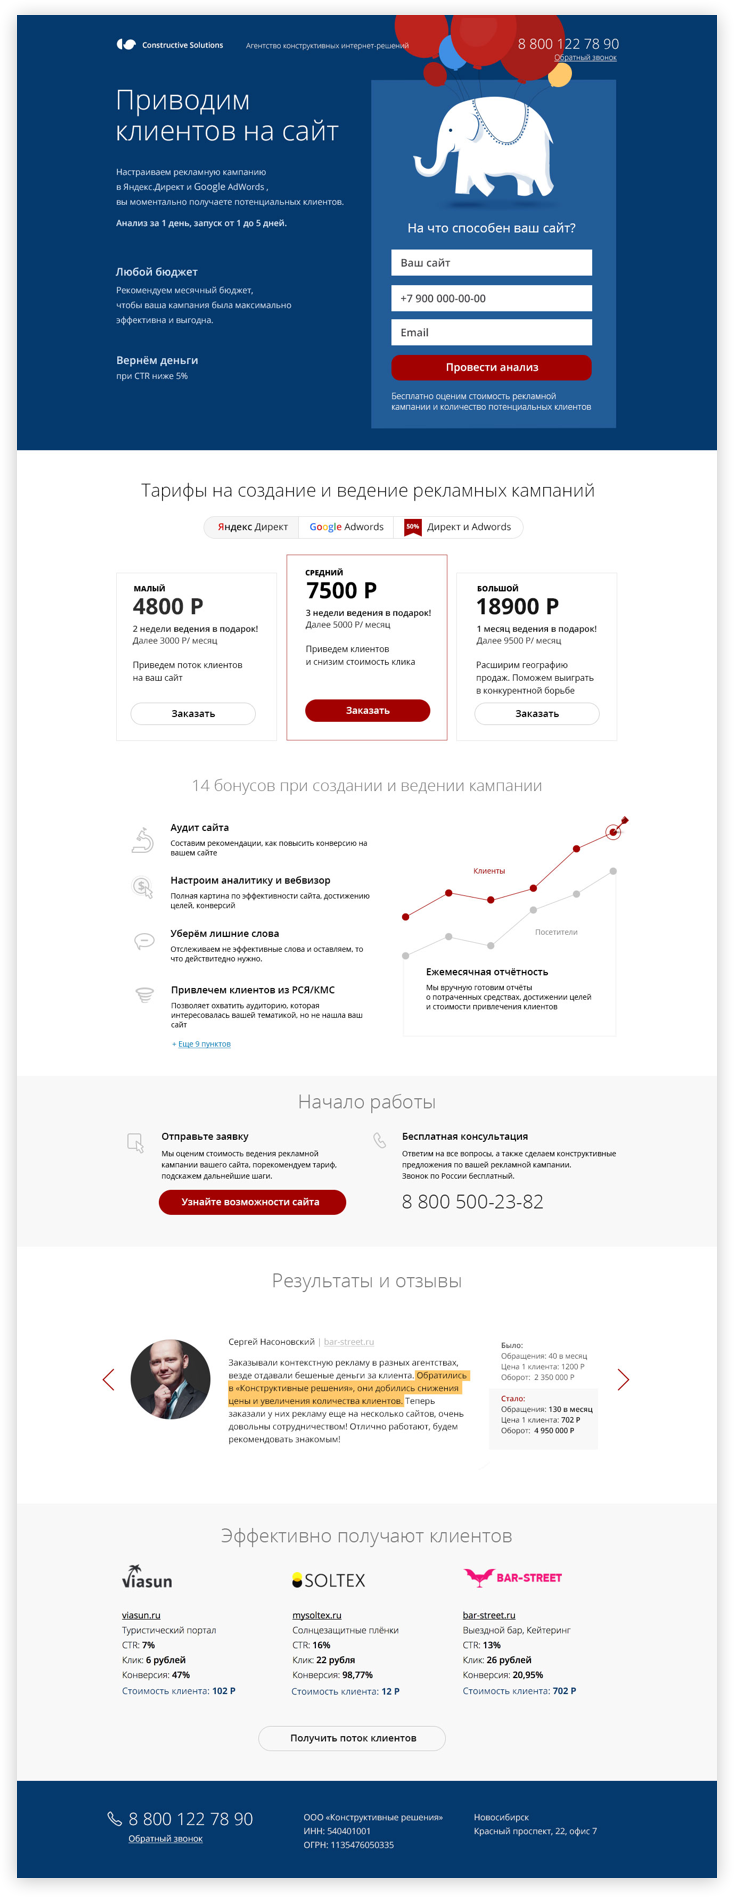 Constructive Solutions
Агентство конструктивных интернет-решений
8 800 122 78 90
Обратный звонок
Приводим
клиентов на сайт
Настраиваем рекламную кампанию
в Яндекс.Директ и Google AdWords ,
вы моментально получаете потенциальных клиентов.
Анализ за 1 день, запуск от 1 до 5 дней.
Любой бюджет
Рекомендуем месячный бюджет,
чтобы ваша кампания была максимально
эффективна и выгодна.
Вернём деньги
при CTR ниже 5%
На что способен ваш сайт?
Ваш сайт
+7 900 000-00-00
Email
Провести анализ
Бесплатно оценим стоимость рекламной
кампании и количество потенциальных клиентов
Тарифы на создание и ведение рекламных кампаний
Яндекс Директ
Google Adwords
50%
Директ и Adwords
МАЛЫЙ
4800 Р
2 недели ведения в подарок!
Далее 3000 Р/ месяц
Приведем поток клиентов
на ваш сайт
Заказать
СРЕДНИЙ
7500 Р
3 недели ведения в подарок!
Далее 5000 Р/ месяц
Приведем клиентов
и снизим стоимость клика
Заказать
БОЛЬШОЙ
18900 Р
1 месяц ведения в подарок!
Далее 9500 Р/ месяц
Расширим географию
продаж. Поможем выиграть
в конкурентной борьбе
Заказать
14 бонусов при создании и ведении кампании
Аудит сайта
Составим рекомендации, как повысить конверсию на
вашем сайте
Настроим аналитику и вебвизор
Полная картина по эффективности сайта, достижению
целей, конверсий
Уберём лишние слова
Отслеживаем не эффективные слова и оставляем, то
что действитедтно нужно.
Привлечем клиентов из РСЯ/КМС
Позволяет охватить аудиторию, которая
интересовалась вашей тематикой, но не нашла ваш
сайт
+ Еще 9 пунктов
Клиенты
Посетители
Ежемесячная отчётность
Мы вручную готовим отчёты
о потраченных средствах, достижении целей
и стоимости привлечения клиентов
Начало работы
Отправьте заявку
Мы оценим стоимость ведения рекламной
кампании вашего сайта, порекомендуем тариф,
подскажем дальнейшие шаги.
Узнайте возможности сайта
Бесплатная консультация
Ответим на все вопросы, а также сделаем конструктивные
предложения по вашей рекламной кампании.
Звонок по России бесплатный.
8 800 500-23-82
Результаты и отзывы
Сергей Насоновский | bar-street.ru
Заказывали контекстную рекламу в разных агентствах,
везде отдавали бешеные деньги за клиента. Обратились
в «Конструктивные решения», они добились снижения
цены и увеличения количества клиентов. Теперь
заказали у них рекламу еще на несколько сайтов, очень
довольны сотрудничеством! Отлично работают, будем
рекомендовать знакомым!
Было:
Обращения: 40 в месяц
Цена 1 клиента: 1200 Р
Оборот: 2 350 000 Р
Стало:
Обращения: 130 в месяц
Цена 1 клиента: 702 Р
Оборот: 4 950 000 Р
Эффективно получают клиентов
viasun
viasun.ru
Туристический портал
CTR: 7%
Клик: 6 рублей
Конверсия: 47%
Стоимость клиента: 102 Р
SOLTEX
mysoltex.ru
Солнцезащитные плёнки
CTR: 16%
Клик: 22 рубля
Конверсия: 98,77%
Стоимость клиента: 12 Р
BAR-STREET
bar-street.ru
Выездной бар, Кейтеринг
CTR: 13%
Клик: 26 рублей
Конверсия: 20,95%
Стоимость клиента: 702 Р
Получить поток клиентов
8 800 122 78 90
Обратный звонок
ООО «Конструктивные решения»
ИНН: 540401001
ОГРН: 1135476050335
Новосибирск
Красный проспект, 22, офис 7